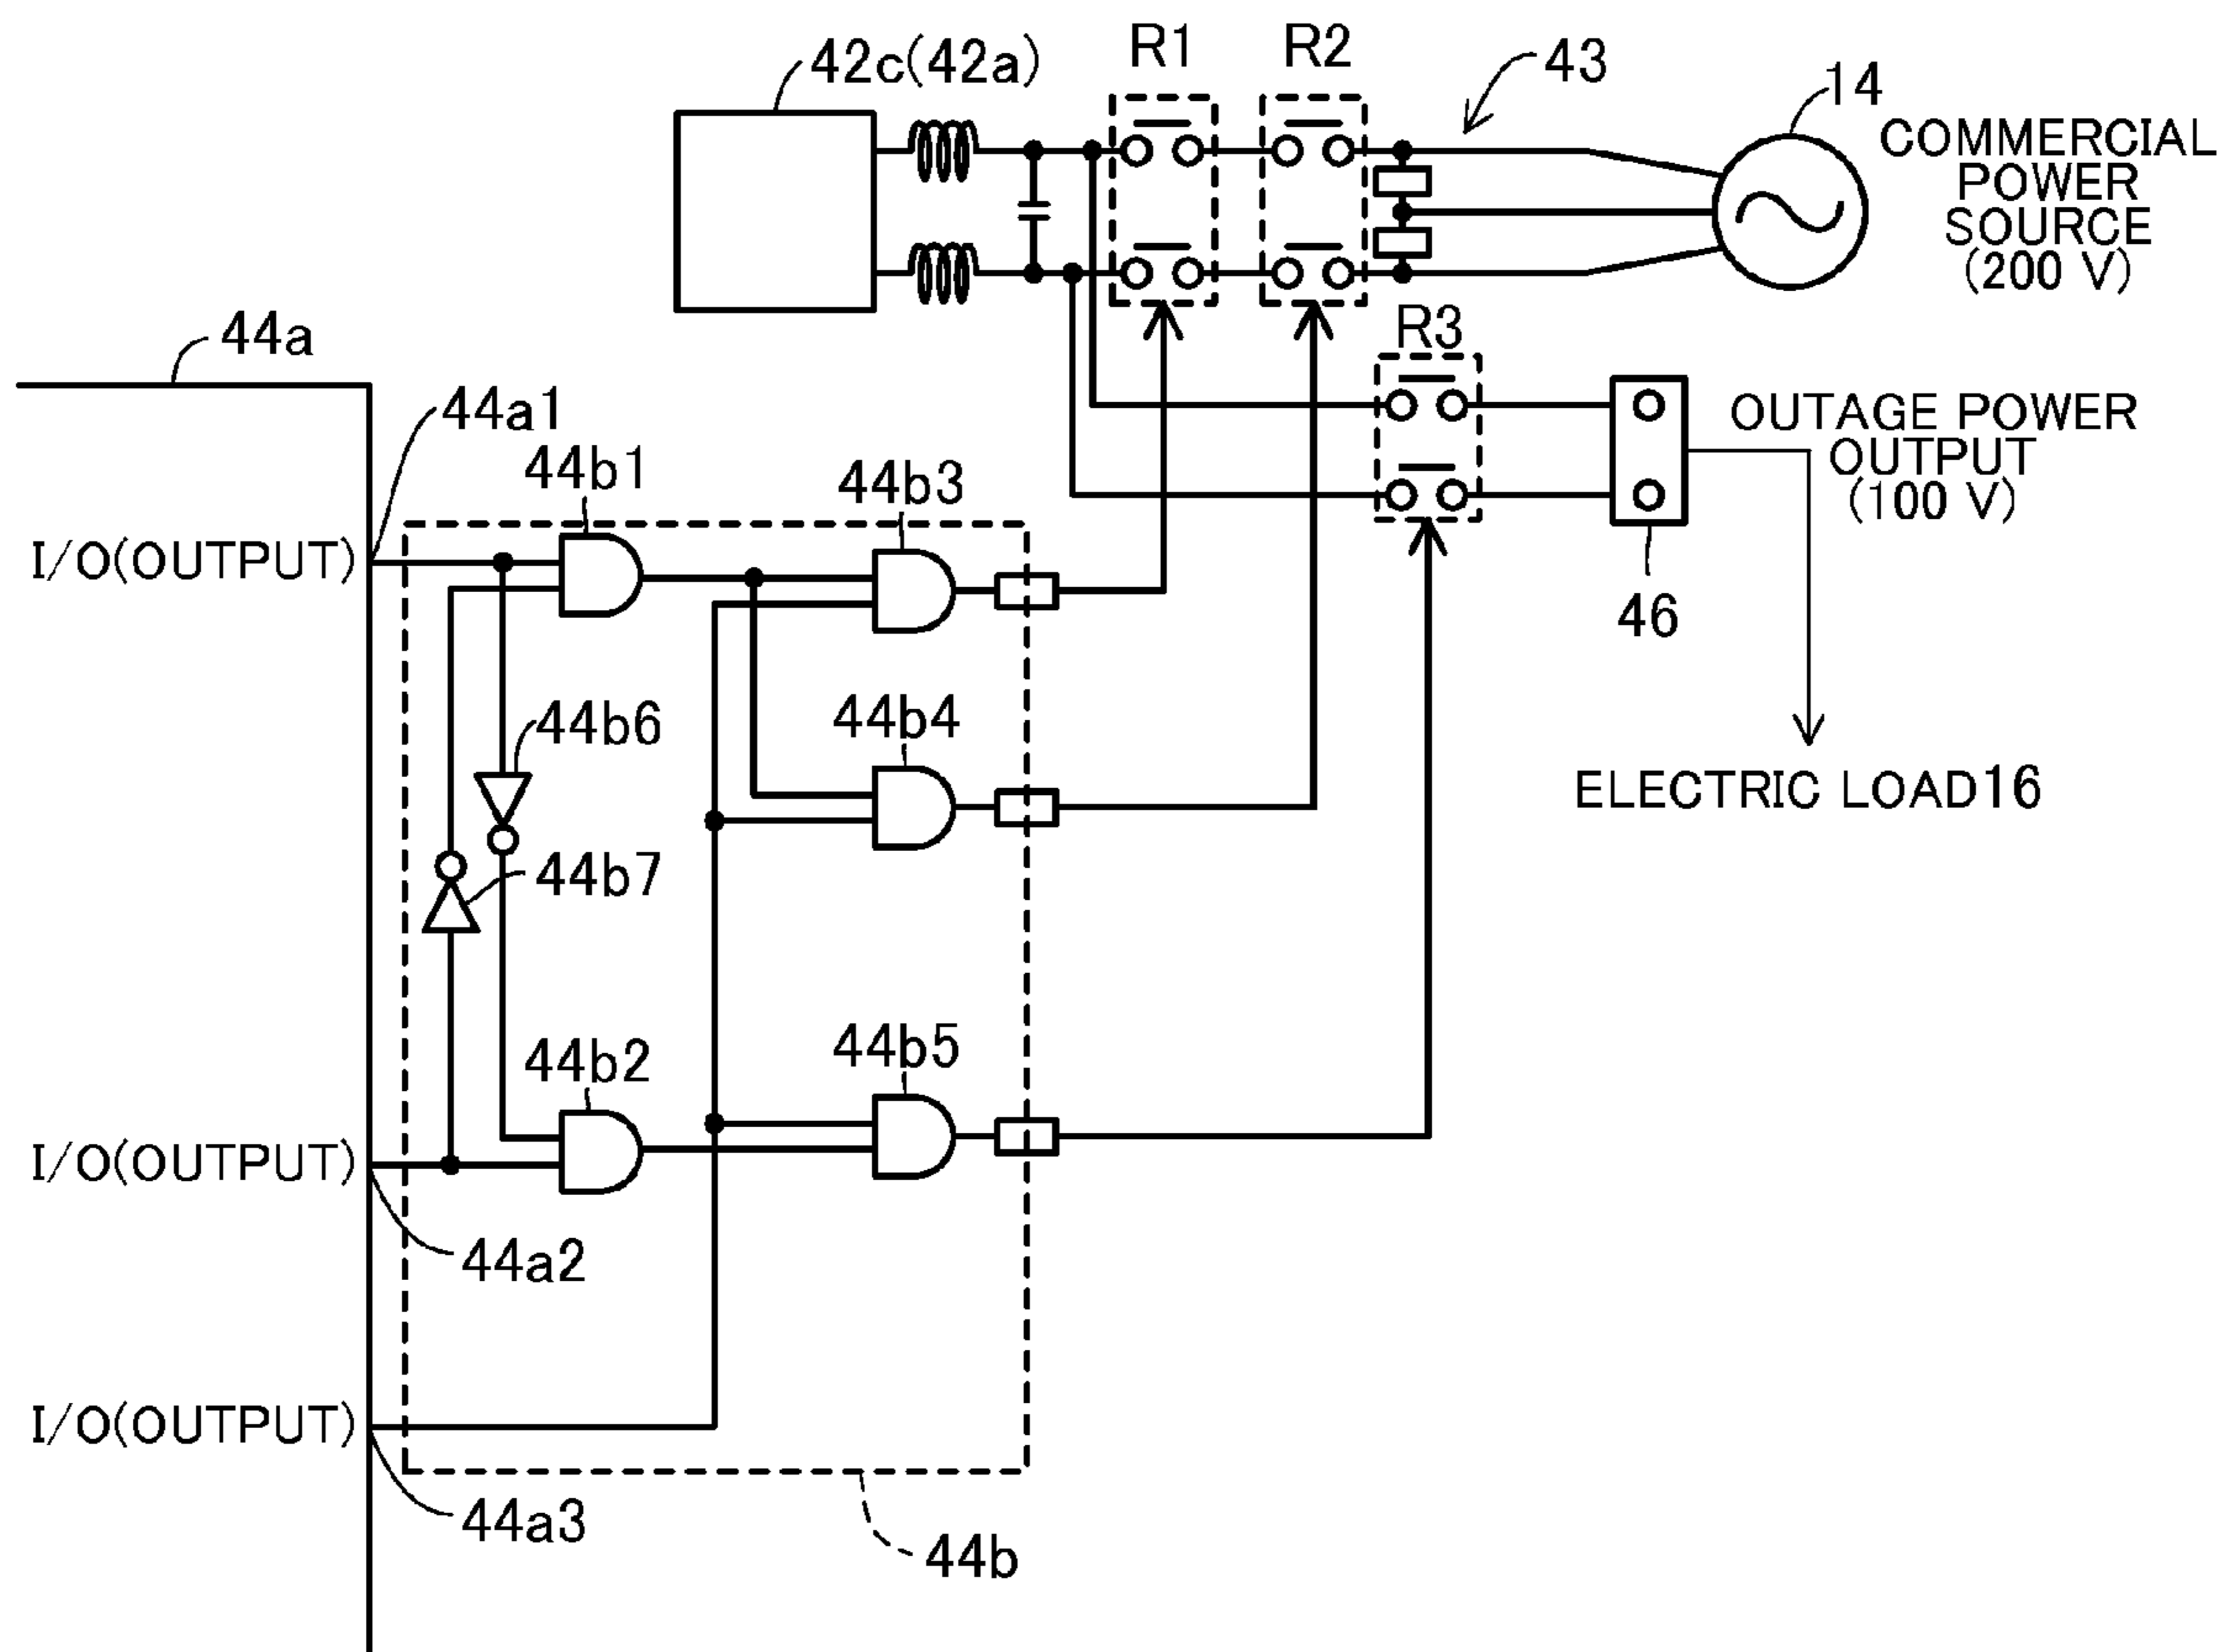 R1
R2
42c(42a)
43
14
COMMERCIAL
POWER
SOURCE
(200 V)
44a
R3
44a1
OUTAGE POWER
OUTPUT
(100 V)
44b1
44b3
I/O(OUTPUT)
46
44b6
44b4
ELECTRIC LOAD16
44b7
44b2
44b5
I/O(OUTPUT)
44a2
I/O(OUTPUT)
44a3
44b